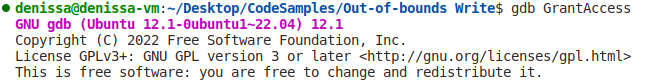 denissa@denissa-vm:~/Desktop/CodeSamples/Out-of-bounds Write$ gdb GrantAccess
GNU gdb (Ubuntu 12.1-0ubuntu1~22.04) 12.1
Copyright (C) 2022 Free Software Foundation, Inc.
License GPLv3+: GNU GPL version 3 or later <http://gnu.org/licenses/gpl.html>
This is free software: you are free to change and redistribute it.